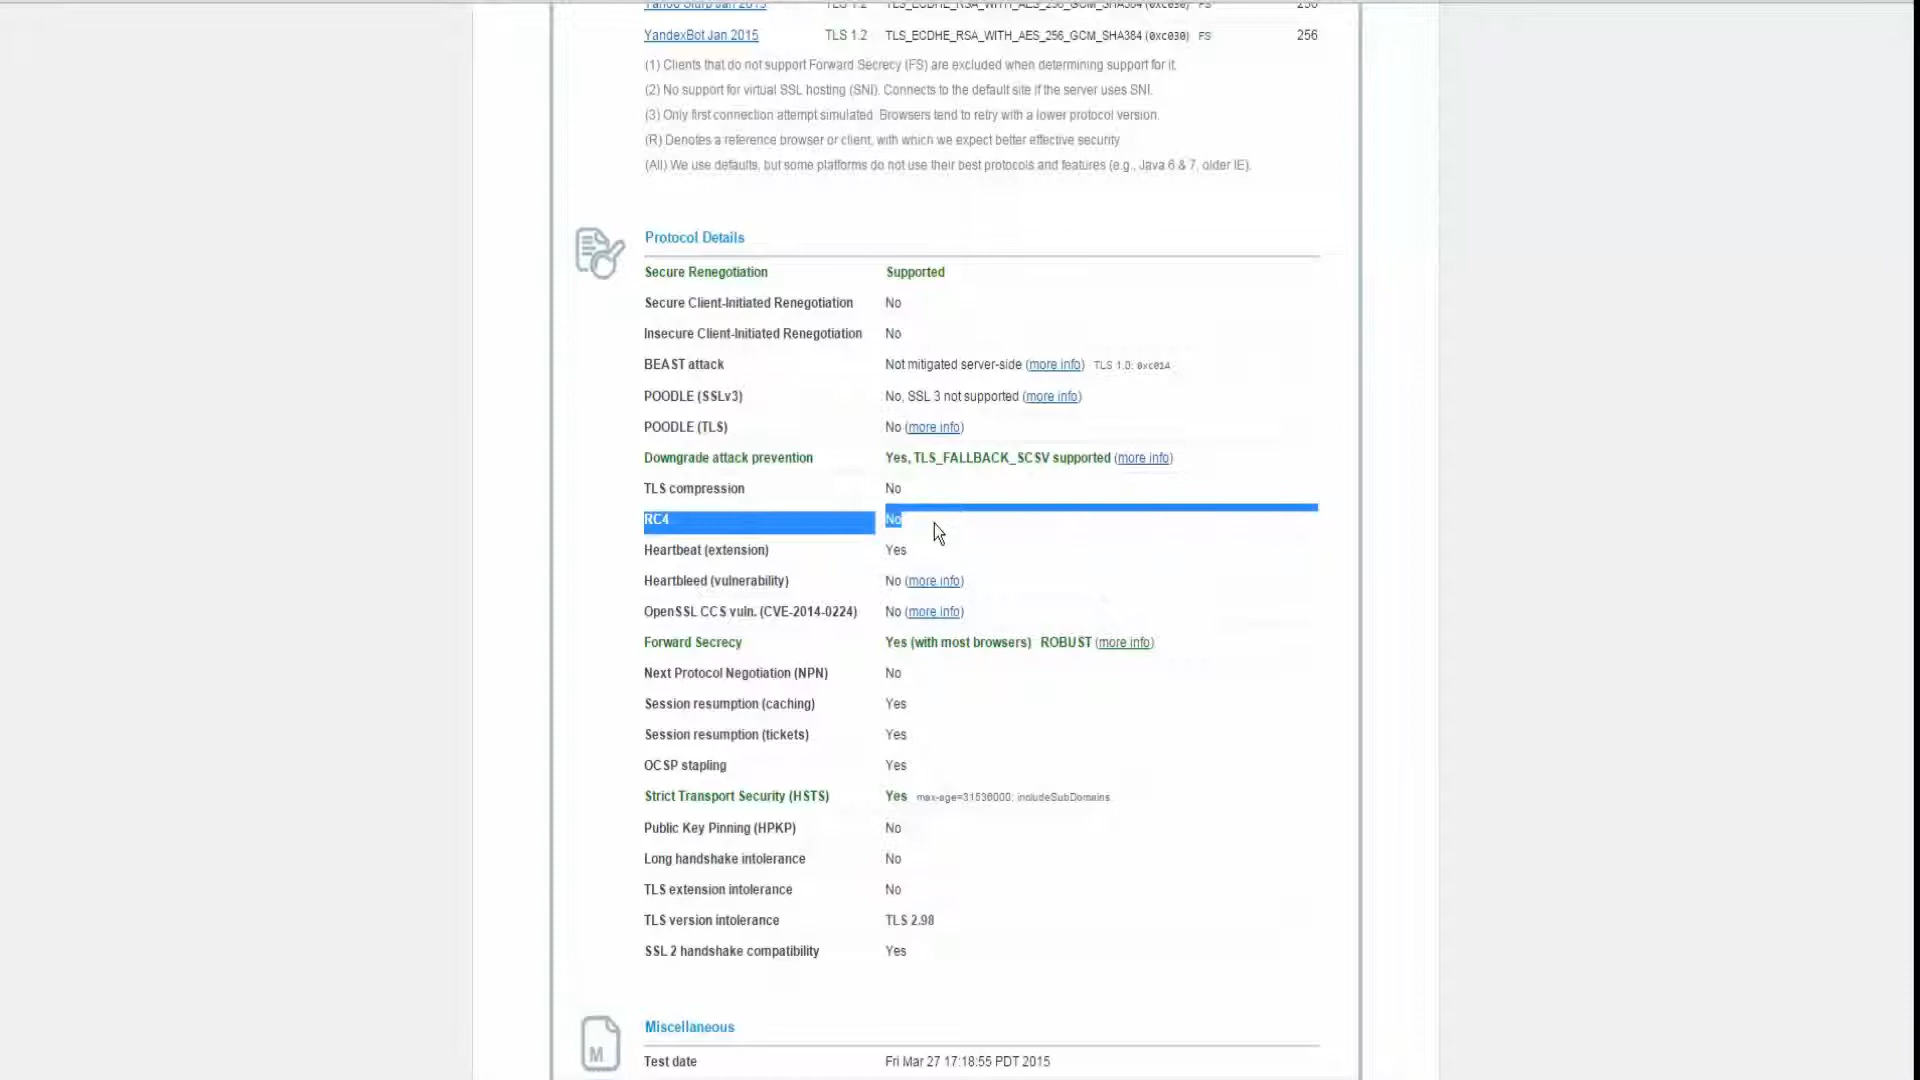 Yahoo Slurp Jan 2015 TLS 1.2 TLS_ECDHE_RSA_WITH_AES_256_GCM_SHA384 (0xc030) FS 256
YandexBot Jan 2015 TLS 1.2 TLS_ECDHE_RSA_WITH_AES_256_GCM_SHA384 (0xc030) FS 256
(1) Clients that do not support Forward Secrecy (FS) are excluded when determining support for it.
(2) No support for virtual SSL hosting (SNI). Connects to the default site if the server uses SNI.
(3) Only first connection attempt simulated. Browsers tend to retry with a lower protocol version.
(R) Denotes a reference browser or client, with which we expect better effective security.
(All) We use defaults, but some platforms do not use their best protocols and features (e.g., Java 6 & 7, older IE).
Protocol Details
Secure Renegotiation Supported
Secure Client-Initiated Renegotiation No
Insecure Client-Initiated Renegotiation No
BEAST attack Not mitigated server-side (more info) TLS 1.0: 0xc014
POODLE (SSLv3) No, SSL 3 not supported (more info)
POODLE (TLS) No (more info)
Downgrade attack prevention Yes, TLS_FALLBACK_SCSV supported (more info)
TLS compression No
RC4 No
Heartbeat (extension) Yes
Heartbleed (vulnerability) No (more info)
OpenSSL CCS vuln. (CVE-2014-0224) No (more info)
Forward Secrecy Yes (with most browsers) ROBUST (more info)
Next Protocol Negotiation (NPN) No
Session resumption (caching) Yes
Session resumption (tickets) Yes
OCSP stapling Yes
Strict Transport Security (HSTS) Yes max-age=31536000; includeSubDomains
Public Key Pinning (HPKP) No
Long handshake intolerance No
TLS extension intolerance No
TLS version intolerance TLS 2.98
SSL 2 handshake compatibility Yes
Miscellaneous
M
Test date Fri Mar 27 17:18:55 PDT 2015